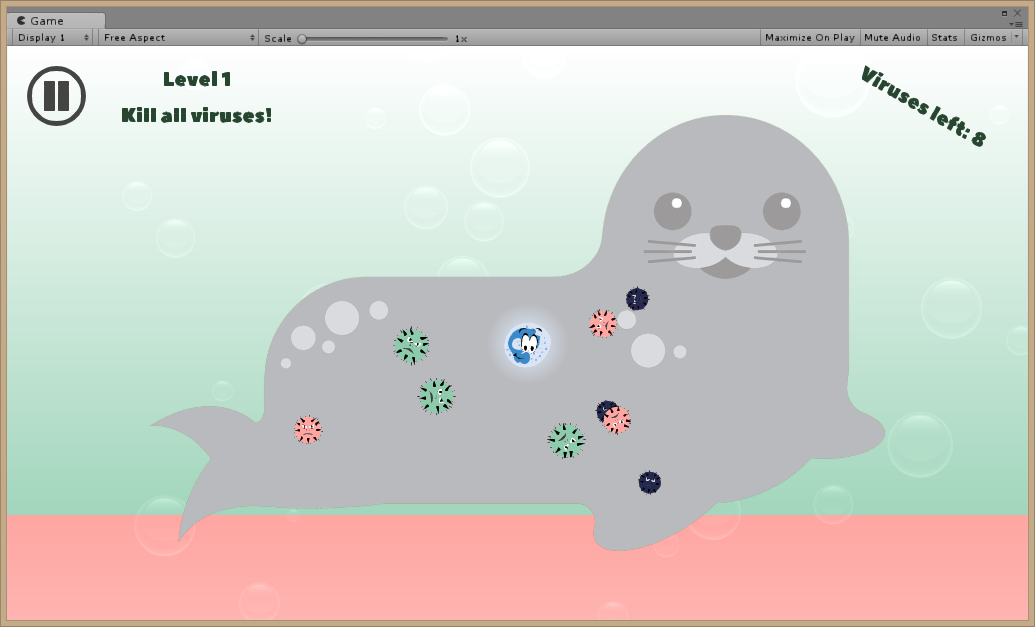 Game
Display 1
Free Aspect
Scale
1x
Maximize On Play
Mute Audio
Stats
Gizmos
Level 1
Kill all viruses!
Viruses left: 8